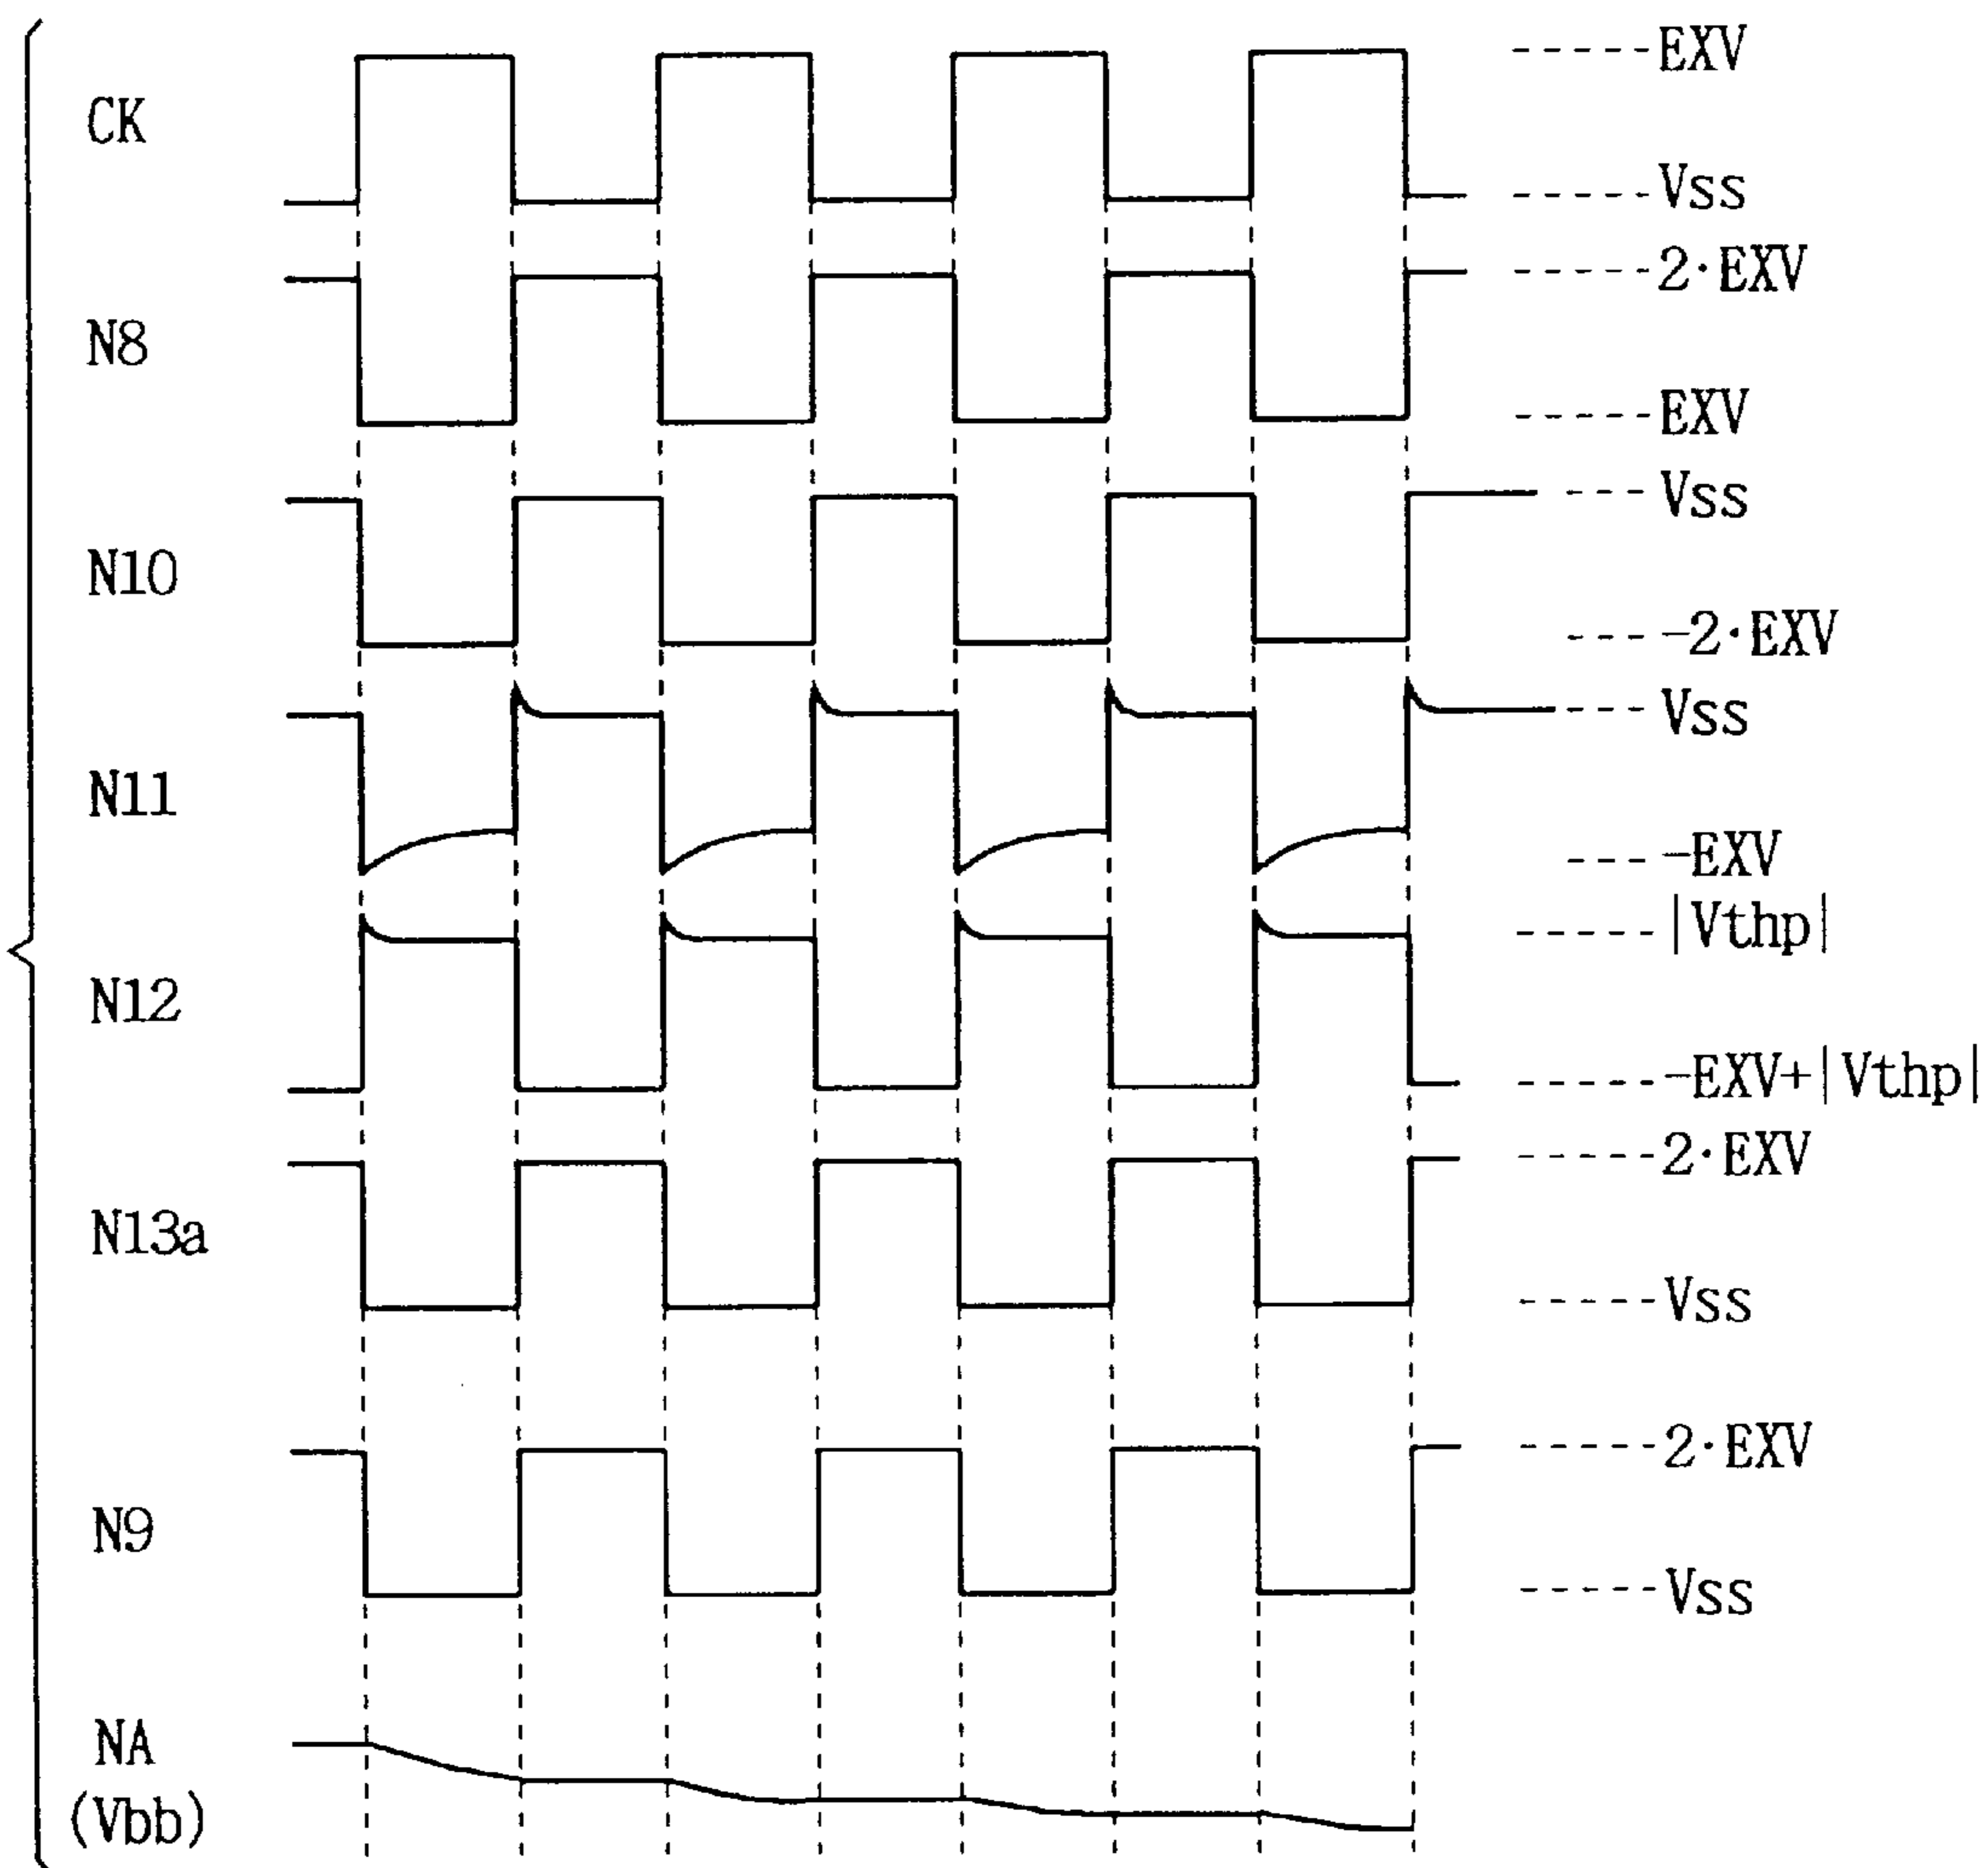 EXV
CK
Vss
2·EXV
N8
EXV
Vss
N10
-2·EXV
Vss
N11
-EXV
|Vthp|
N12
-EXV+|Vthp|
2·EXV
N13a
Vss
2·EXV
N9
Vss
NA
(Vbb)